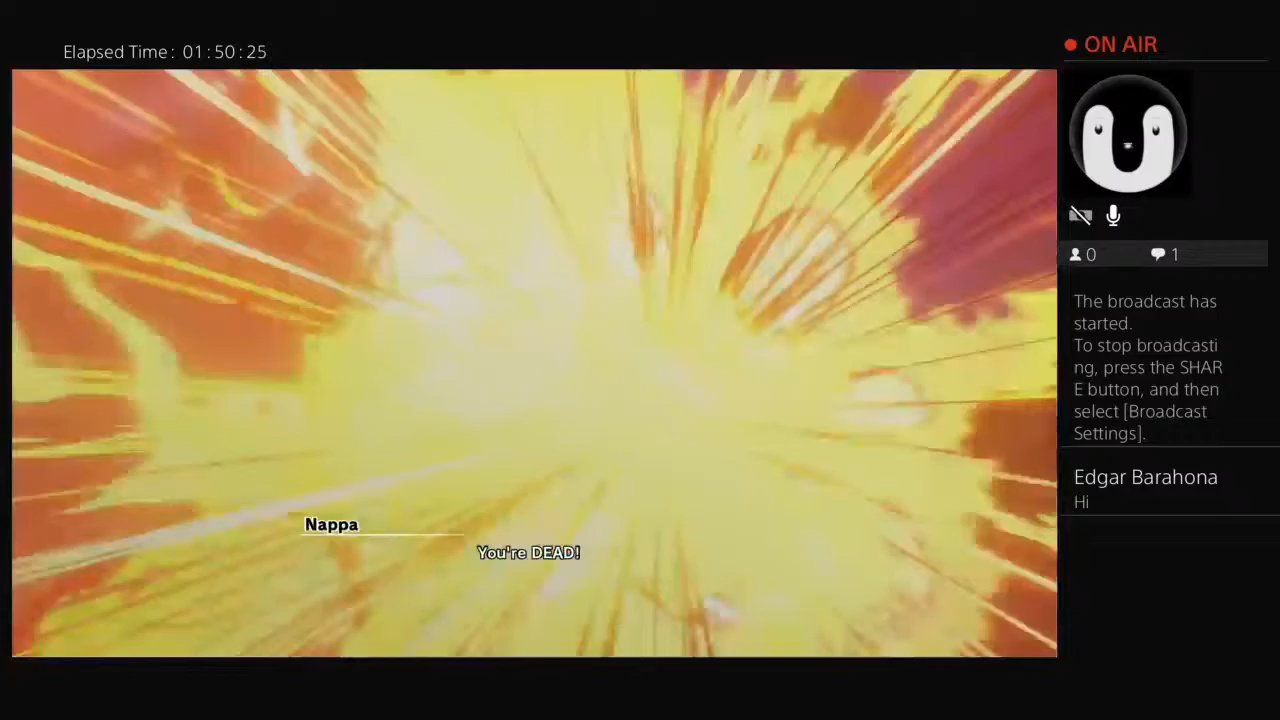 Elapsed Time: 01:50:25
ON AIR
0 1
The broadcast has
started.
To stop broadcasti
ng, press the SHAR
E button, and then
select [Broadcast
Settings].
Edgar Barahona
Hi
Nappa
You're DEAD!